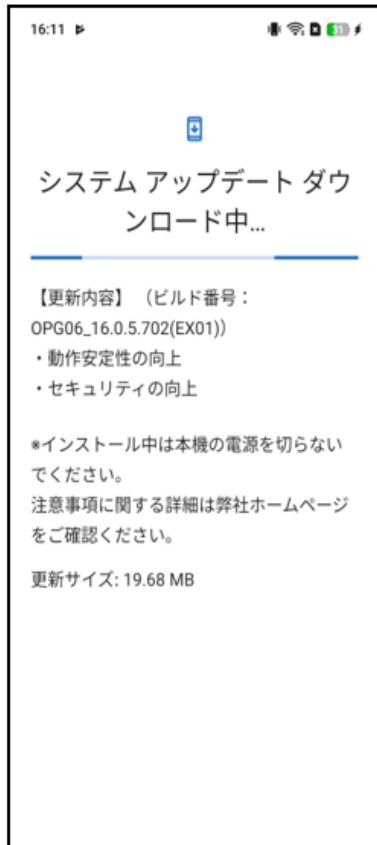 16:11
31
システム アップデート ダウ
ンロード中...
【更新内容】 （ビルド番号：
OPG06_16.0.5.702(EX01)）
・動作安定性の向上
・セキュリティの向上
※インストール中は本機の電源を切らない
でください。
注意事項に関する詳細は弊社ホームページ
をご確認ください。
更新サイズ: 19.68 MB